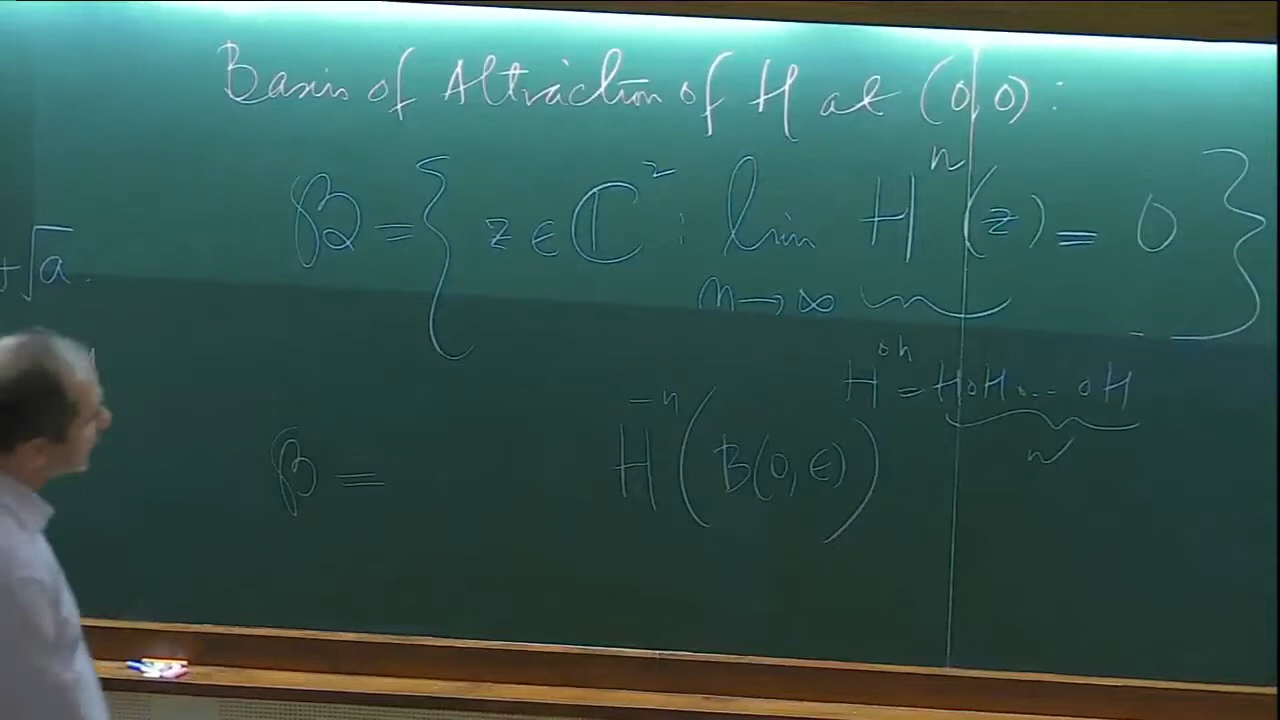 Basin of Attraction of H at (0,0):
B = { z ∈ ℂ² : lim_{n→∞} Hⁿ(z) = 0 }
+√a.
H^{∘n} = H∘H∘...∘H
n
B = H^{-n}(B(0,ϵ))